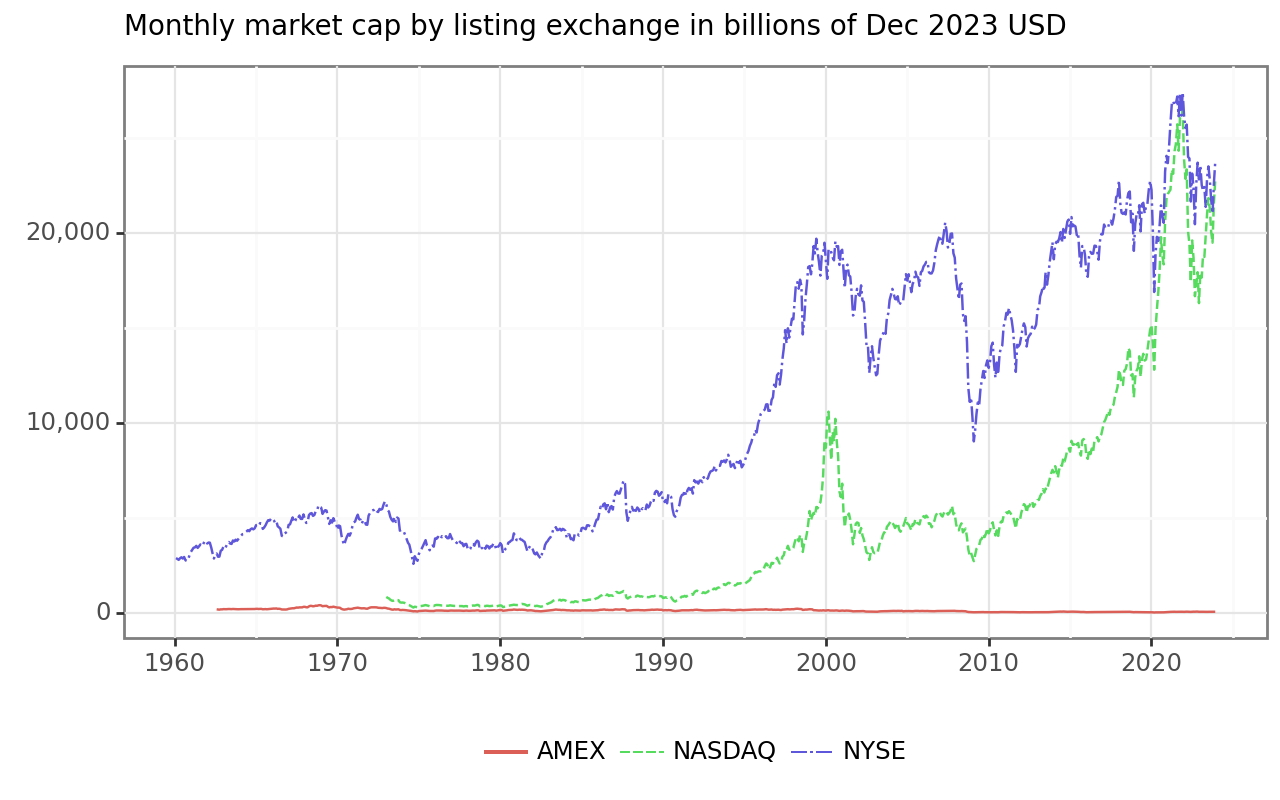 Monthly market cap by listing exchange in billions of Dec 2023 USD
20,000
10,000
0
1960 1970 1980 1990 2000 2010 2020
AMEX NASDAQ NYSE